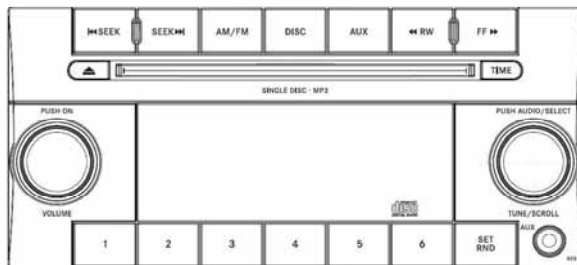 SEEK SEEK AM/FM DISC AUX RW FF
TIME
SINGLE DISC · MP3
PUSH ON PUSH AUDIO/SELECT
disc
VOLUME TUNE/SCROLL
1 2 3 4 5 6 SET
RND
AUX